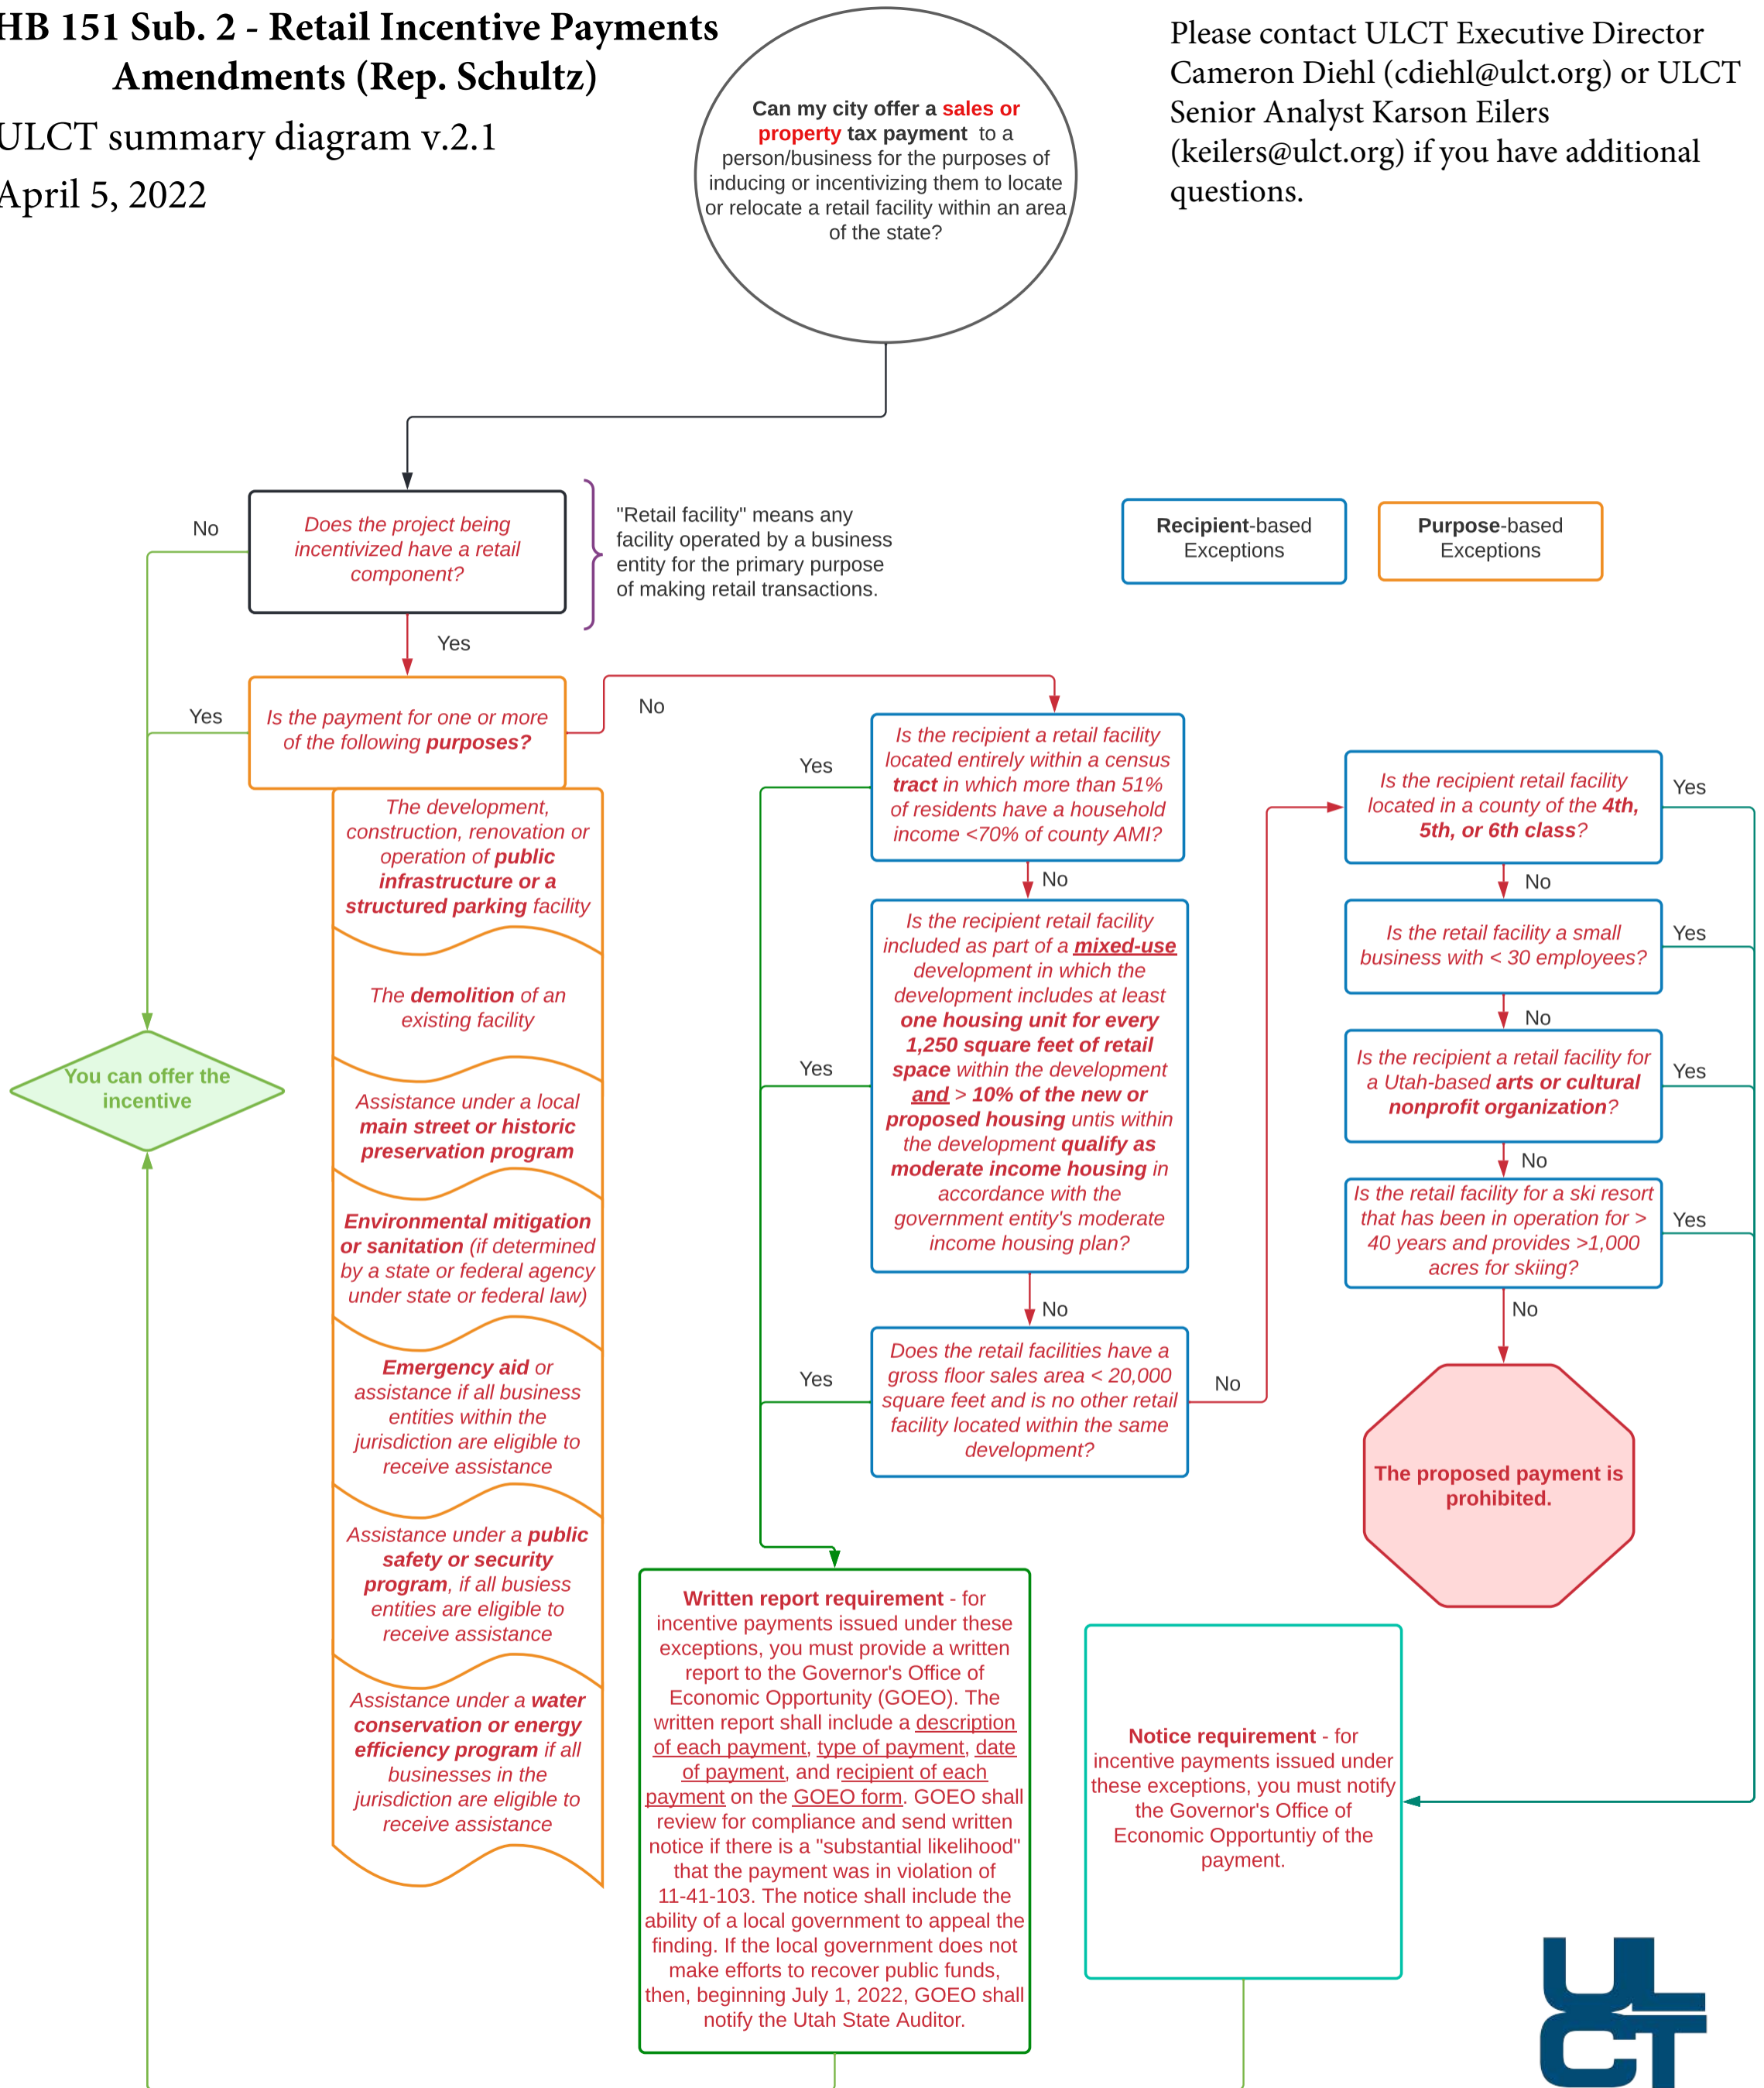 HB 151 Sub. 2 - Retail Incentive Payments
Amendments (Rep. Schultz)
ULCT summary diagram v.2.1
April 5, 2022
Can my city offer a sales or
property tax payment to a
person/business for the purposes of
inducing or incentivizing them to locate
or relocate a retail facility within an area
of the state?
Please contact ULCT Executive Director
Cameron Diehl (cdiehl@ulct.org) or ULCT
Senior Analyst Karson Eilers
(keilers@ulct.org) if you have additional
questions.
No
Does the project being
incentivized have a retail
component?
"Retail facility" means any
facility operated by a business
entity for the primary purpose
of making retail transactions.
Recipient-based
Exceptions
Purpose-based
Exceptions
Yes
Yes
Is the payment for one or more
of the following purposes?
No
The development,
construction, renovation or
operation of public
infrastructure or a
structured parking facility
The demolition of an
existing facility
Assistance under a local
main street or historic
preservation program
Environmental mitigation
or sanitation (if determined
by a state or federal agency
under state or federal law)
Emergency aid or
assistance if all business
entities within the
jurisdiction are eligible to
receive assistance
Assistance under a public
safety or security
program, if all busiess
entities are eligible to
receive assistance
Assistance under a water
conservation or energy
efficiency program if all
businesses in the
jurisdiction are eligible to
receive assistance
You can offer the
incentive
Yes
Is the recipient a retail facility
located entirely within a census
tract in which more than 51%
of residents have a household
income <70% of county AMI?
No
Yes
Is the recipient retail facility
included as part of a mixed-use
development in which the
development includes at least
one housing unit for every
1,250 square feet of retail
space within the development
and > 10% of the new or
proposed housing untis within
the development qualify as
moderate income housing in
accordance with the
government entity's moderate
income housing plan?
No
Yes
Does the retail facilities have a
gross floor sales area < 20,000
square feet and is no other retail
facility located within the same
development?
No
Is the recipient retail facility
located in a county of the 4th,
5th, or 6th class?
Yes
No
Is the retail facility a small
business with < 30 employees?
Yes
No
Is the recipient a retail facility for
a Utah-based arts or cultural
nonprofit organization?
Yes
No
Is the retail facility for a ski resort
that has been in operation for >
40 years and provides >1,000
acres for skiing?
Yes
No
The proposed payment is
prohibited.
Written report requirement - for
incentive payments issued under these
exceptions, you must provide a written
report to the Governor's Office of
Economic Opportunity (GOEO). The
written report shall include a description
of each payment, type of payment, date
of payment, and recipient of each
payment on the GOEO form. GOEO shall
review for compliance and send written
notice if there is a "substantial likelihood"
that the payment was in violation of
11-41-103. The notice shall include the
ability of a local government to appeal the
finding. If the local government does not
make efforts to recover public funds,
then, beginning July 1, 2022, GOEO shall
notify the Utah State Auditor.
Notice requirement - for
incentive payments issued under
these exceptions, you must notify
the Governor's Office of
Economic Opportuntiy of the
payment.
ULCT